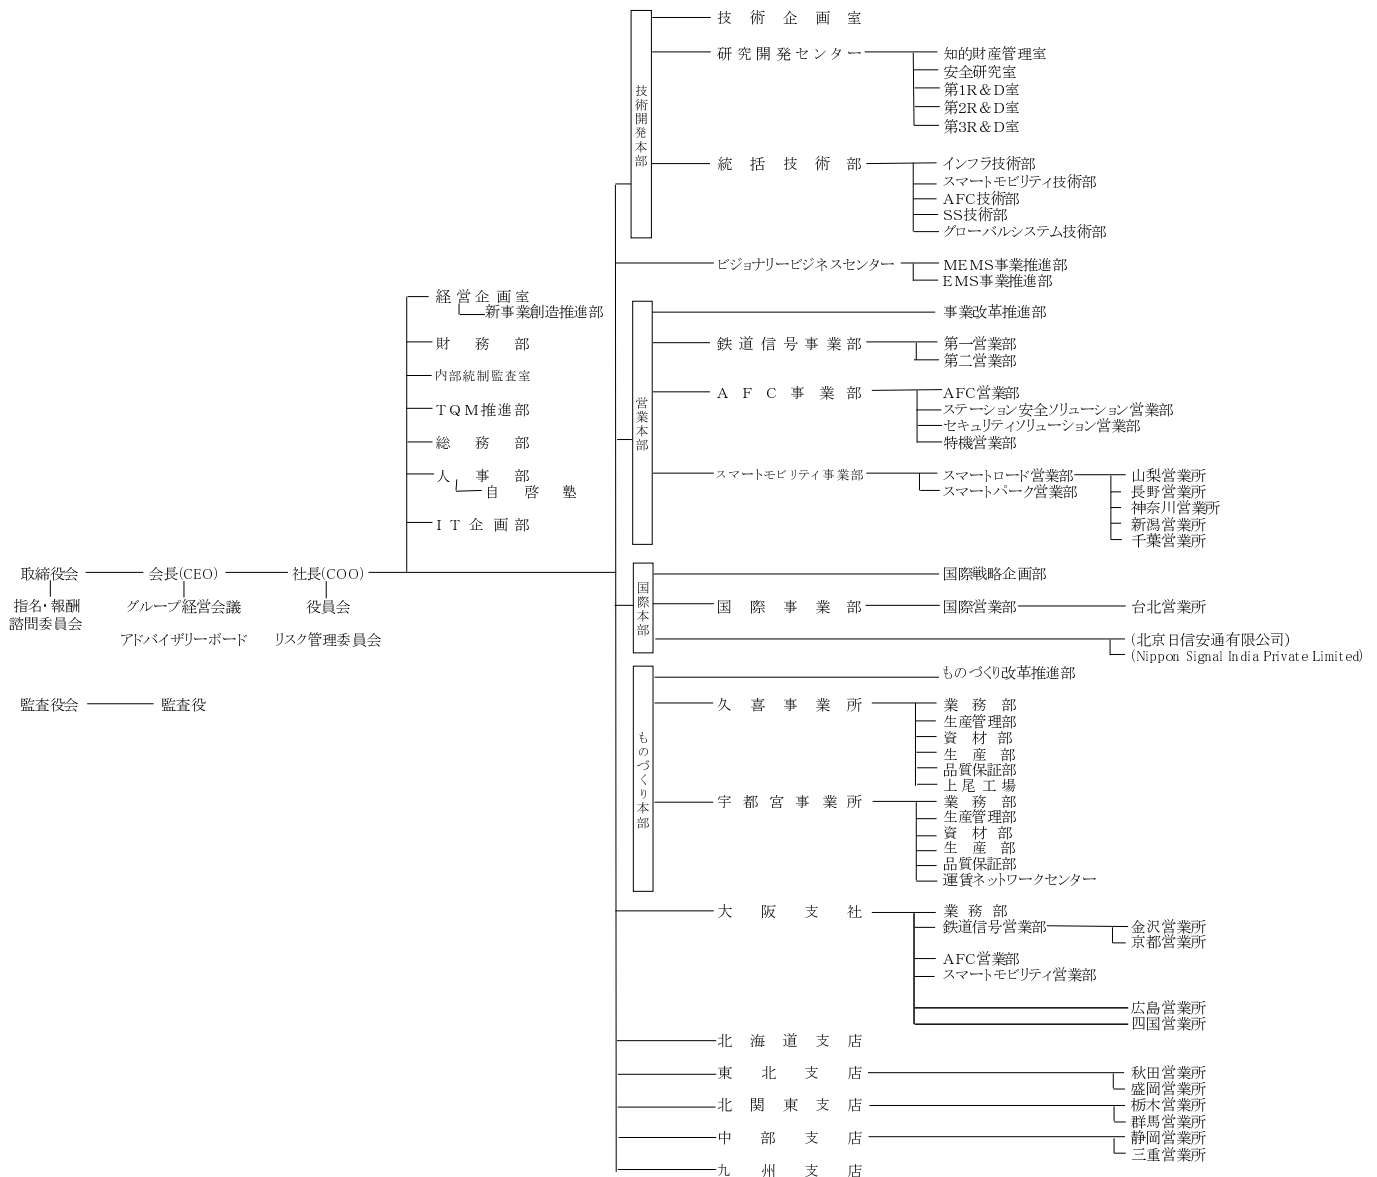 技術企画室
研究開発センター
知的財産管理室
安全研究室
第1R&D室
第2R&D室
第3R&D室
技術開発本部
統括技術部
インフラ技術部
スマートモビリティ技術部
AFC技術部
SS技術部
グローバルシステム技術部
ビジョナリービジネスセンター
MEMS事業推進部
EMS事業推進部
経営企画室
新事業創造推進部
財務部
内部統制監査室
TQM推進部
総務部
人事部
自啓塾
IT企画部
営業本部
事業改革推進部
鉄道信号事業部
第一営業部
第二営業部
AFC事業部
AFC営業部
ステーション安全ソリューション営業部
セキュリティソリューション営業部
特機営業部
スマートモビリティ事業部
スマートロード営業部
スマートパーク営業部
山梨営業所
長野営業所
神奈川営業所
新潟営業所
千葉営業所
取締役会
会長(CEO)
社長(COO)
指名・報酬
諮問委員会
グループ経営会議
役員会
アドバイザリーボード
リスク管理委員会
監査役会
監査役
国際本部
国際戦略企画部
国際事業部
国際営業部
台北営業所
(北京日信安通有限公司)
(Nippon Signal India Private Limited)
ものづくり本部
ものづくり改革推進部
久喜事業所
業務部
生産管理部
資材部
生産部
品質保証部
上尾工場
宇都宮事業所
業務部
生産管理部
資材部
生産部
品質保証部
運賃ネットワークセンター
大阪支社
業務部
鉄道信号営業部
金沢営業所
京都営業所
AFC営業部
スマートモビリティ営業部
広島営業所
四国営業所
北海道支店
東北支店
秋田営業所
盛岡営業所
北関東支店
栃木営業所
群馬営業所
中部支店
静岡営業所
三重営業所
九州支店